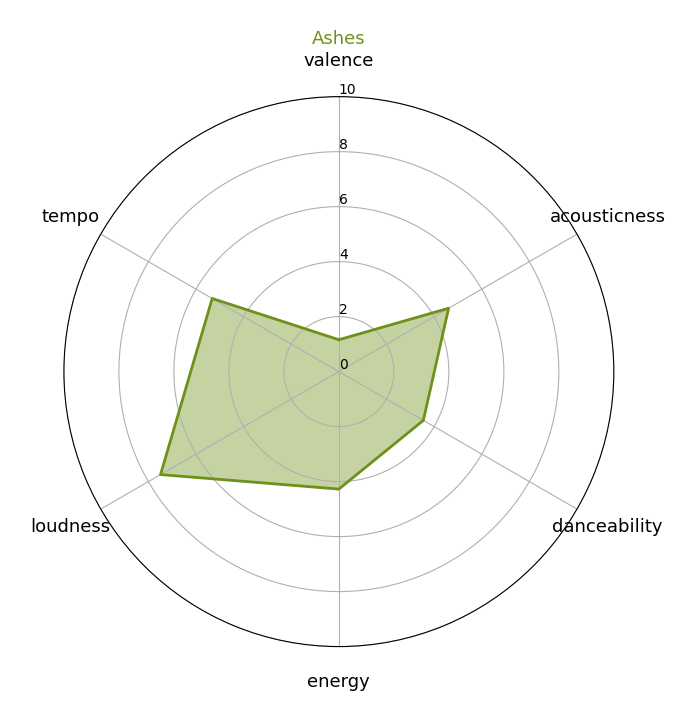 Ashes
valence
10
8
tempo
6
acousticness
4
2
0
loudness
danceability
energy